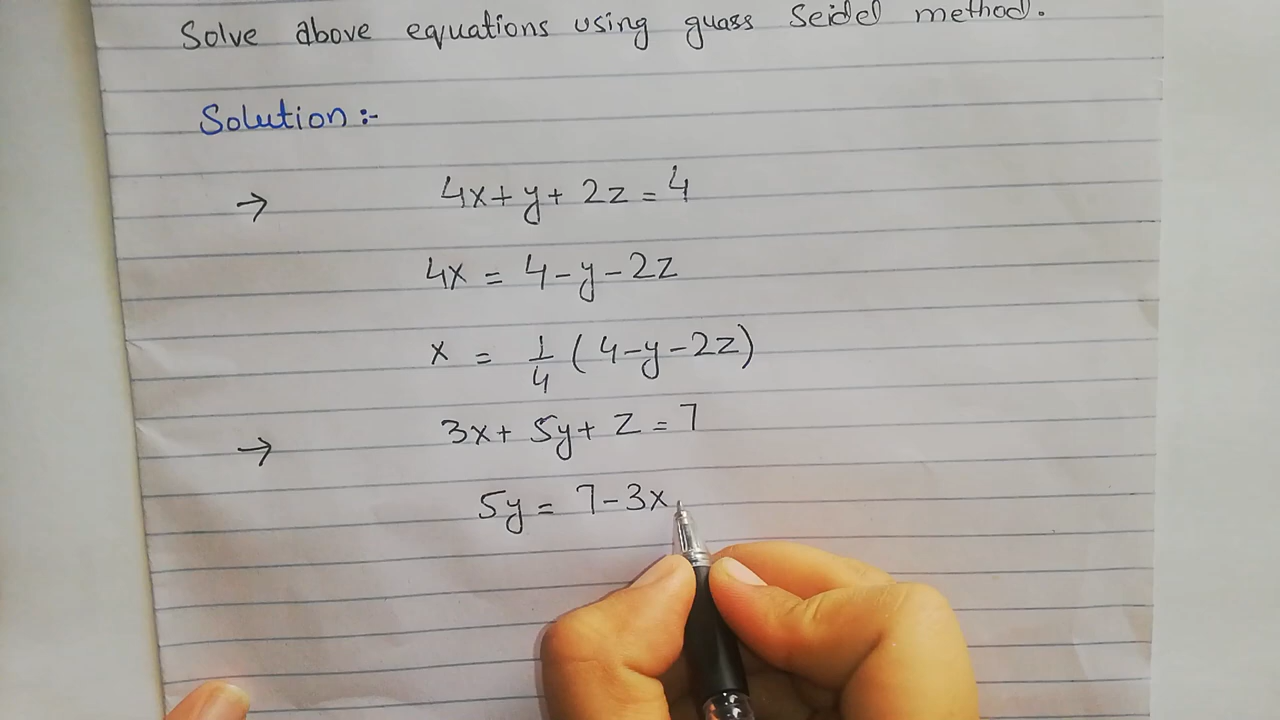 Solve above equations using guass Seidel method.
Solution :-
→ 4x + y + 2z = 4
4x = 4 - y - 2z
x = 1/4 ( 4 - y - 2z )
→ 3x + 5y + z = 7
5y = 7 - 3x